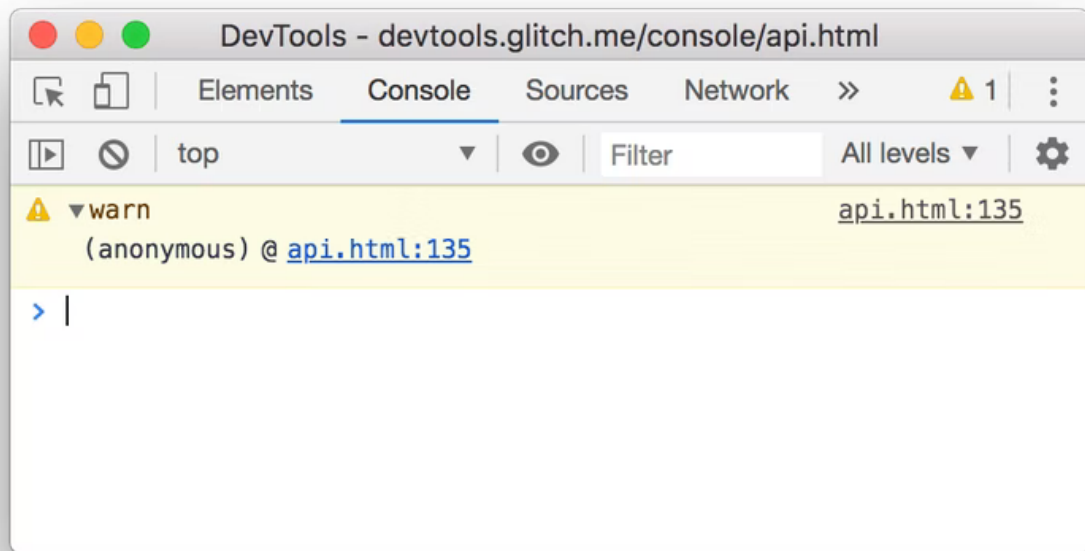 DevTools - devtools.glitch.me/console/api.html
Elements Console Sources Network » 1
top Filter All levels ▼
▼warn api.html:135
(anonymous) @ api.html:135
>